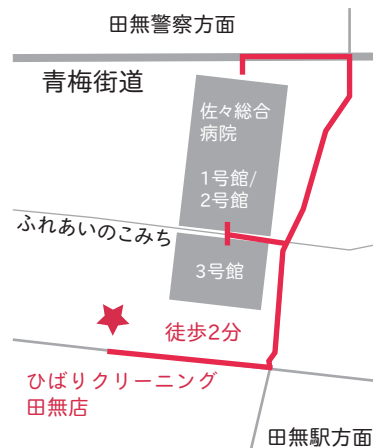 田無警察方面
青梅街道
佐々総合
病院
1号館/
2号館
ふれあいのこみち
3号館
徒歩2分
ひばりクリーニング
田無店
田無駅方面